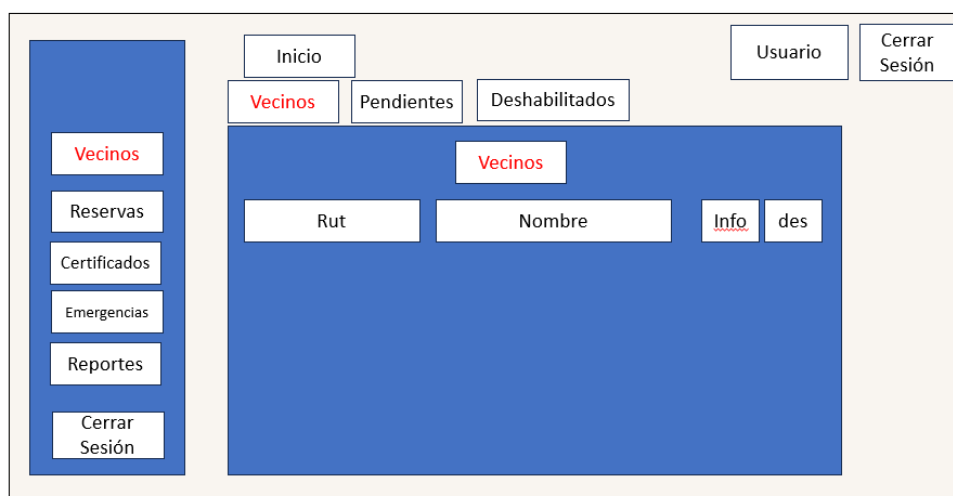 Inicio
Usuario
Cerrar
Sesión
Vecinos
Pendientes
Deshabilitados
Vecinos
Reservas
Certificados
Emergencias
Reportes
Cerrar
Sesión
Vecinos
Rut
Nombre
Info
des